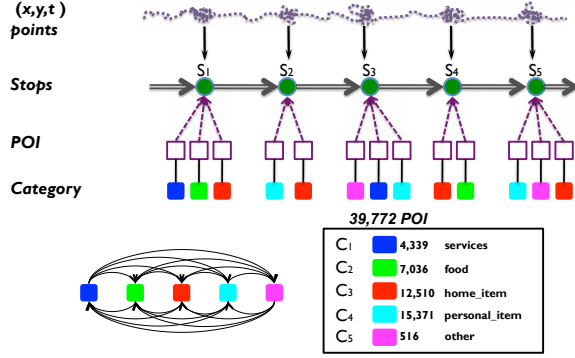 (x,y,t)
points
S1 S2 S3 S4 S5
Stops
POI
Category
39,772 POI
C1 4,339 services
C2 7,036 food
C3 12,510 home_item
C4 15,371 personal_item
C5 516 other